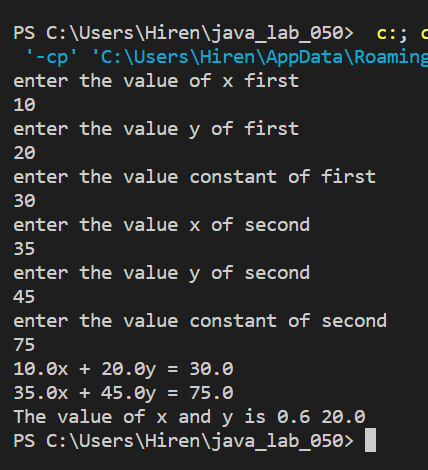 PS C:\Users\Hiren\java_lab_050> c:;
'-cp' 'C:\Users\Hiren\AppData\Roaming
enter the value of x first
10
enter the value y of first
20
enter the value constant of first
30
enter the value x of second
35
enter the value y of second
45
enter the value constant of second
75
10.0x + 20.0y = 30.0
35.0x + 45.0y = 75.0
The value of x and y is 0.6 20.0
PS C:\Users\Hiren\java_lab_050>